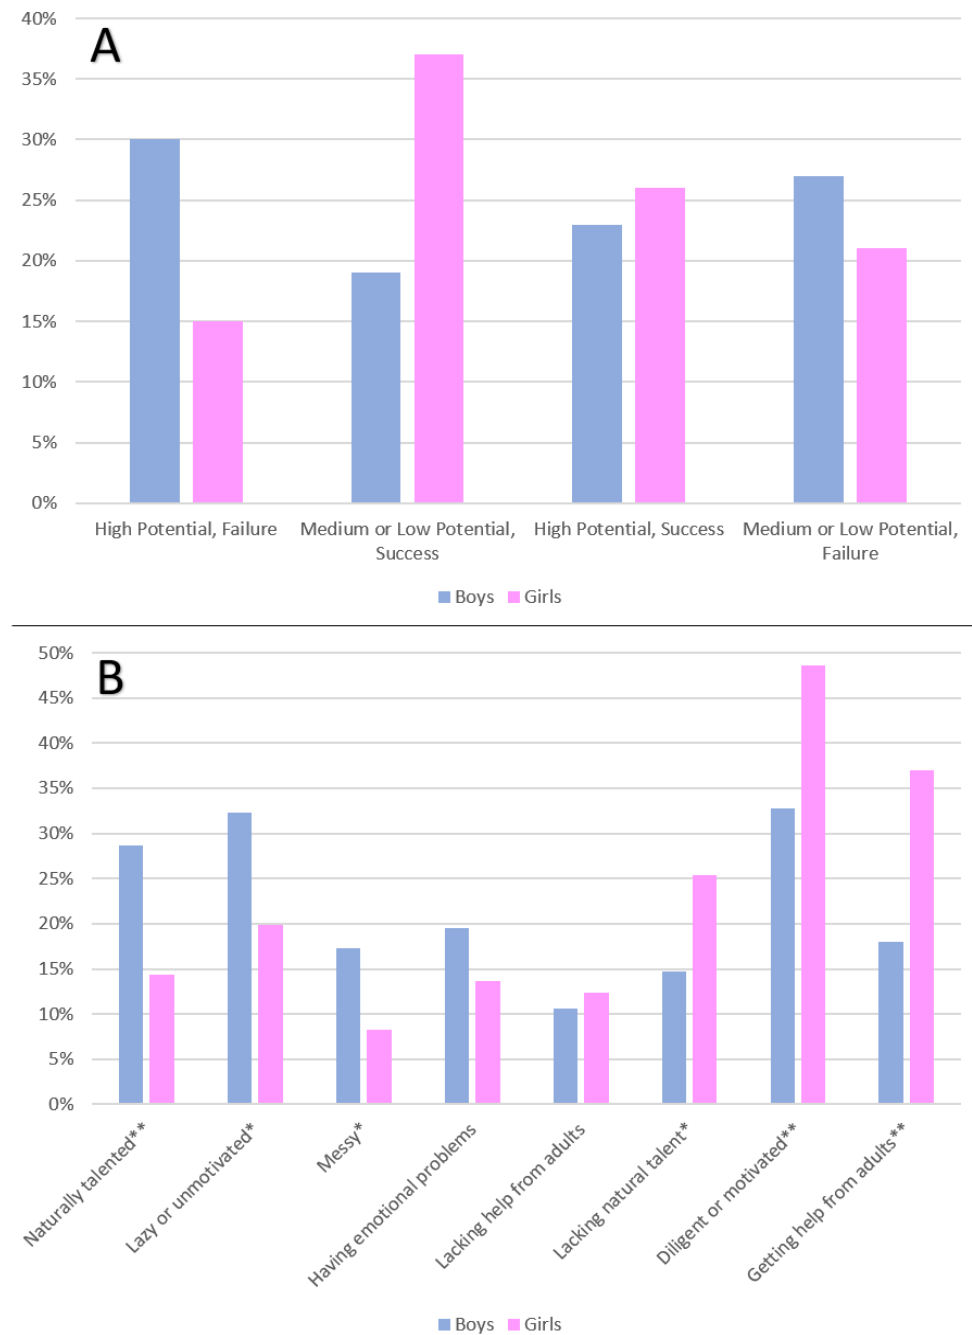 A
40%
35%
30%
25%
20%
15%
10%
5%
0%
High Potential, Failure
Medium or Low Potential,
Success
High Potential, Success
Medium or Low Potential,
Failure
Boys Girls
B
50%
45%
40%
35%
30%
25%
20%
15%
10%
5%
0%
Naturally talented**
Lazy or unmotivated*
Messy*
Having emotional problems
Lacking help from adults
Lacking natural talent*
Diligent or motivated**
Getting help from adults**
Boys Girls